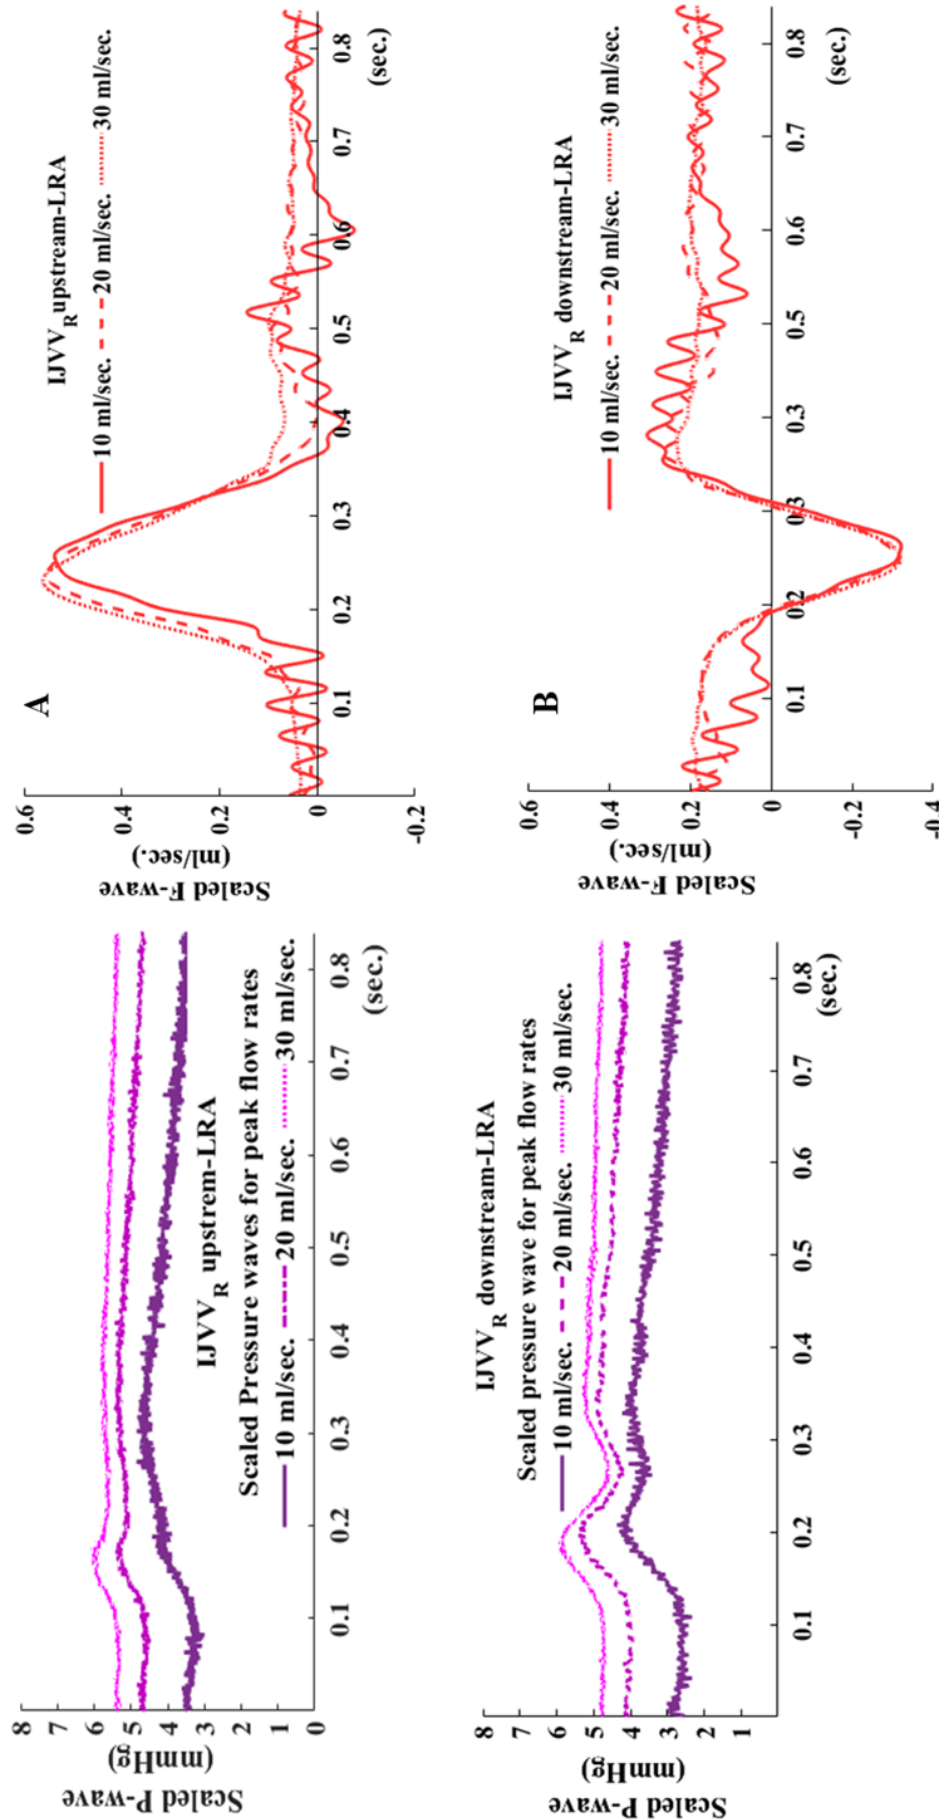 8
7
6
5
4
3
2
1
0
Scaled P-wave
(mmHg)
0.1
0.2
0.3
0.4
0.5
0.6
0.7
0.8
(sec.)
IJVV_R upstrem-LRA
Scaled Pressure waves for peak flow rates
10 ml/sec. 20 ml/sec. 30 ml/sec.
A
0.6
0.4
0.2
0
-0.2
Scaled F-wave
(ml/sec.)
0.1
0.2
0.3
0.4
0.5
0.6
0.7
0.8
(sec.)
IJVV_R upstream-LRA
10 ml/sec. 20 ml/sec. 30 ml/sec.
8
7
6
5
4
3
2
1
Scaled P-wave
(mmHg)
0.1
0.2
0.3
0.4
0.5
0.6
0.7
0.8
(sec.)
IJVV_R downstream-LRA
Scaled pressure wave for peak flow rates
10 ml/sec. 20 ml/sec. 30 ml/sec.
B
0.6
0.4
0.2
0
-0.2
-0.4
Scaled F-wave
(ml/sec.)
0.1
0.2
0.3
0.3
0.5
0.6
0.7
0.8
(sec.)
IJVV_R downstream-LRA
10 ml/sec. 20 ml/sec. 30 ml/sec.